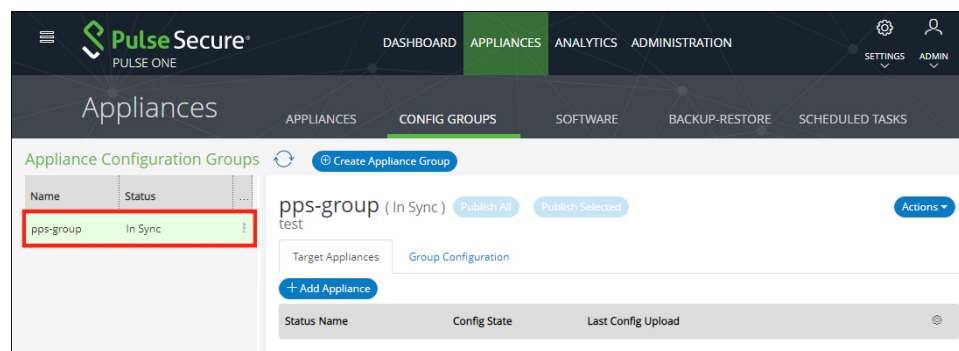 Pulse Secure®
PULSE ONE
DASHBOARD APPLIANCES ANALYTICS ADMINISTRATION
SETTINGS ADMIN
Appliances
APPLIANCES CONFIG GROUPS SOFTWARE BACKUP-RESTORE SCHEDULED TASKS
Appliance Configuration Groups
Create Appliance Group
Name Status ...
pps-group In Sync
pps-group ( In Sync ) Publish All Publish Selected
Actions
test
Target Appliances Group Configuration
+ Add Appliance
Status Name Config State Last Config Upload